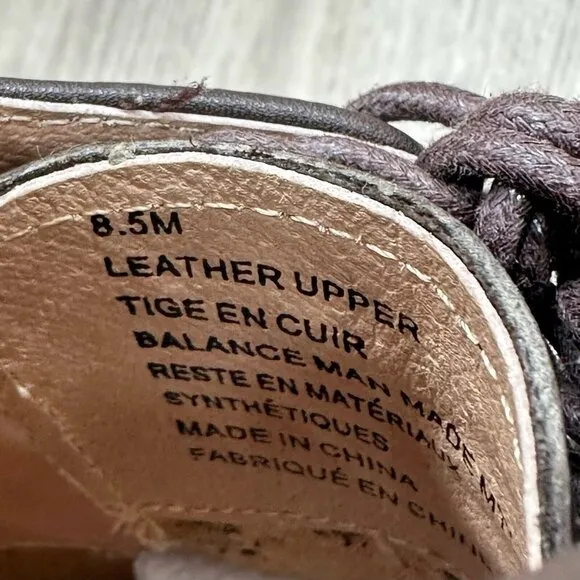 8.5M
LEATHER UPPER
TIGE EN CUIR
BALANCE MAN MADE
RESTE EN MATÉRIAUX
SYNTHÉTIQUES
MADE IN CHINA
FABRIQUÉ EN CHIN